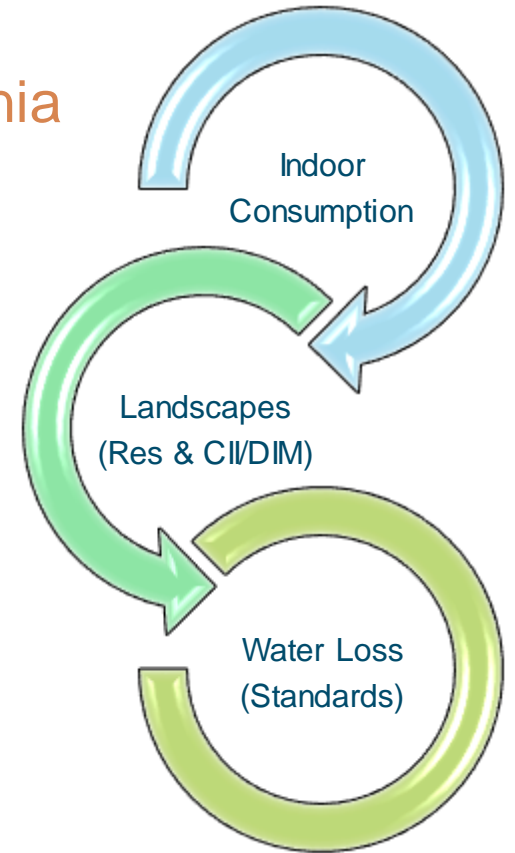 nia
Indoor
Consumption
Landscapes
(Res & CII/DIM)
Water Loss
(Standards)